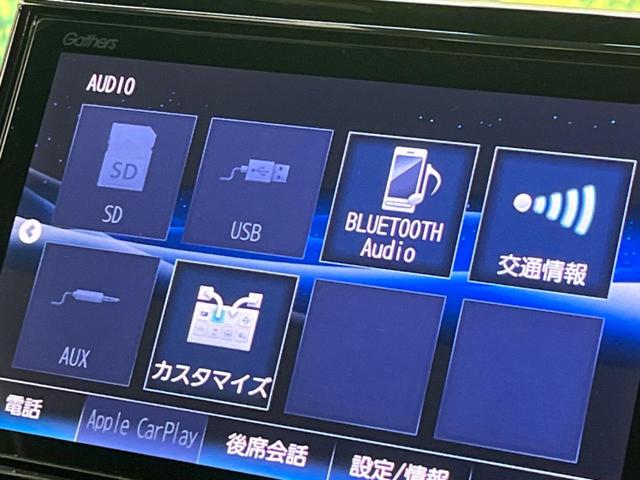 Gathers
AUDIO
SD
SD
USB
BLUETOOTH
Audio
交通情報
AUX
カスタマイズ
電話
Apple CarPlay
後席会話
設定/情報